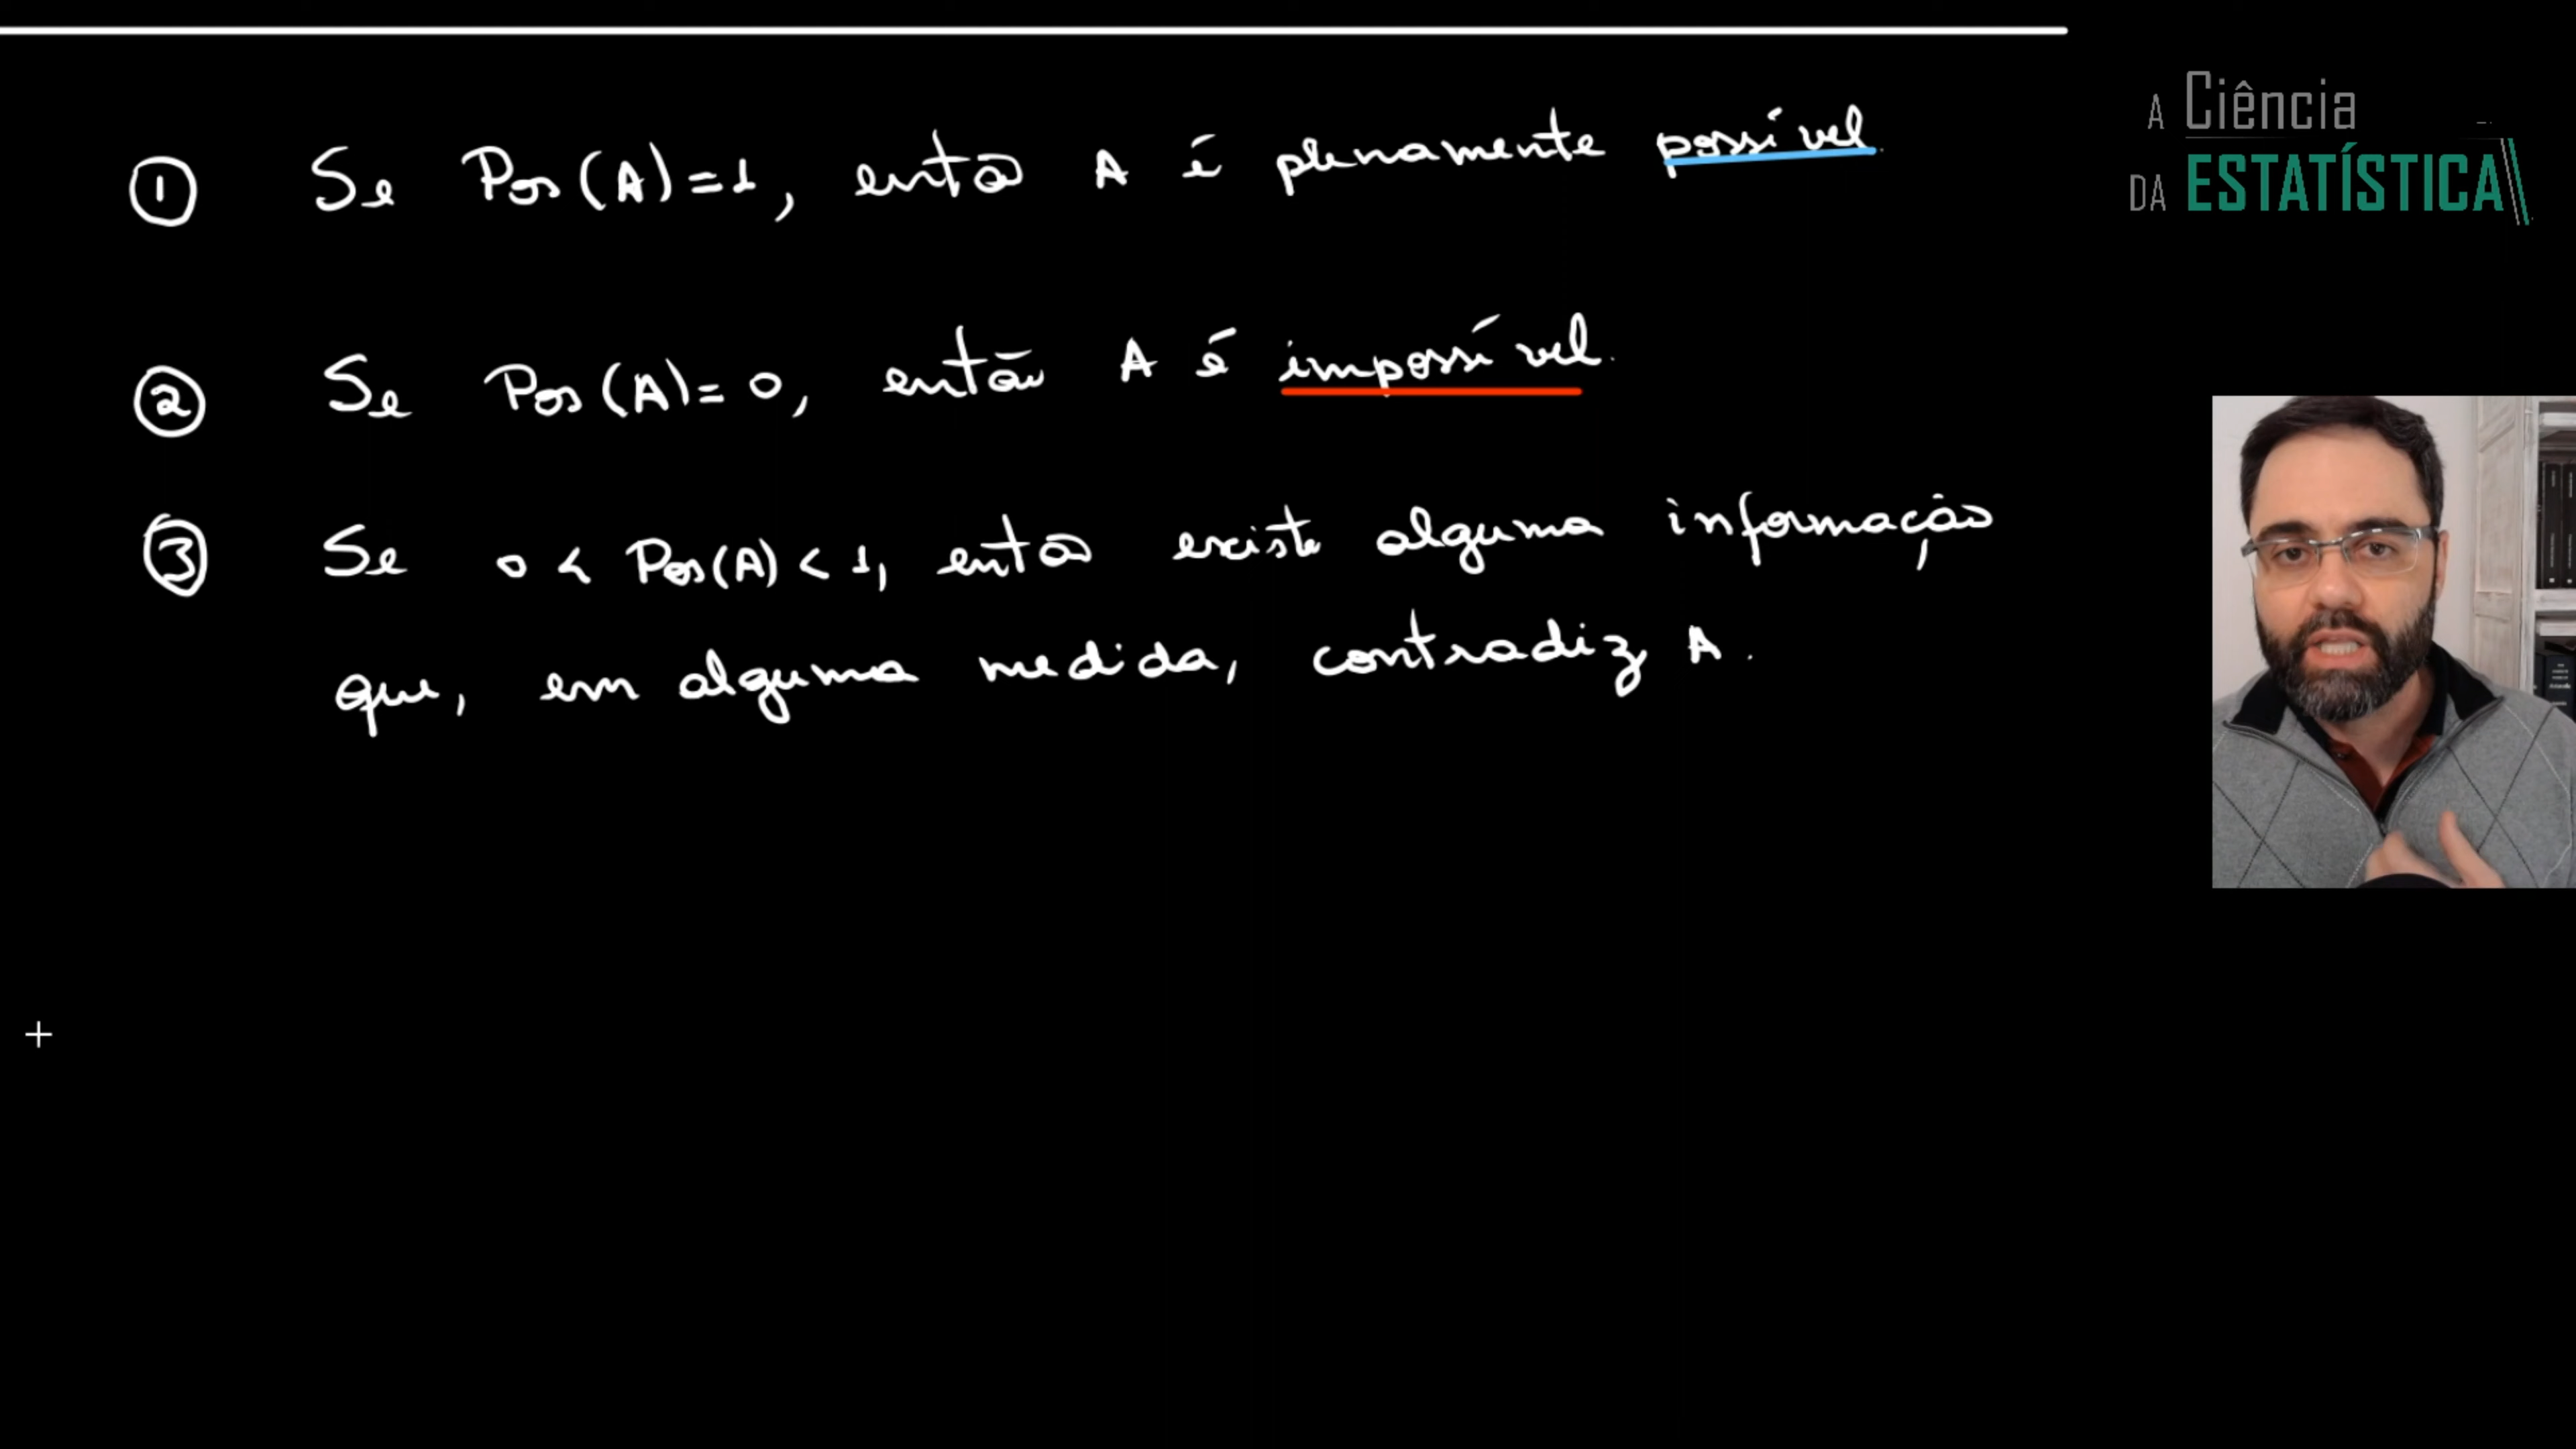 ① Se Pos(A)=1, então A é plenamente possível.
② Se Pos(A)=0, então A é impossível.
③ Se 0 < Pos(A) < 1, então existe alguma informação
que, em alguma medida, contradiz A.
A Ciência
DA ESTATÍSTICA